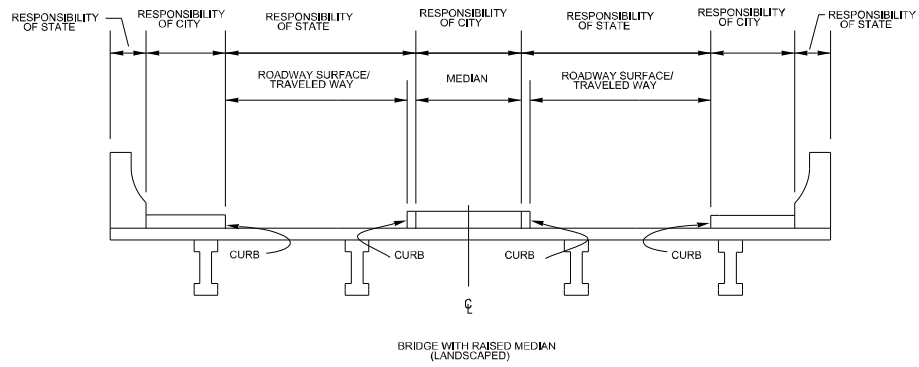 RESPONSIBILITY
OF STATE
RESPONSIBILITY
OF CITY
RESPONSIBILITY
OF STATE
RESPONSIBILITY
OF CITY
RESPONSIBILITY
OF STATE
RESPONSIBILITY
OF CITY
RESPONSIBILITY
OF STATE
ROADWAY SURFACE/
TRAVELED WAY
MEDIAN
ROADWAY SURFACE/
TRAVELED WAY
CURB
CURB
CURB
CURB
℄
BRIDGE WITH RAISED MEDIAN
(LANDSCAPED)